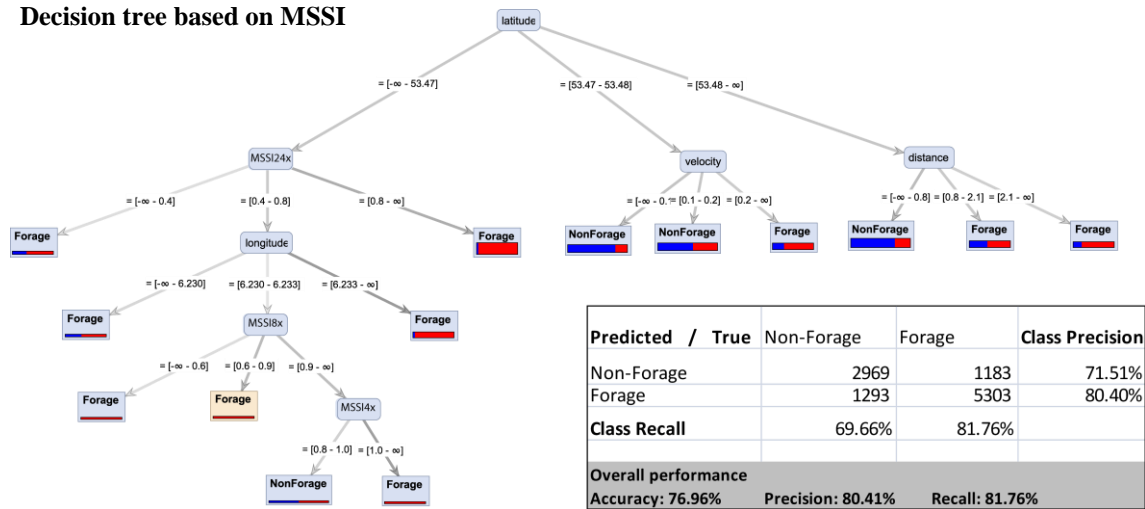 Decision tree based on MSSI
latitude
= [-∞ - 53.47]
= [53.47 - 53.48]
= [53.48 - ∞]
MSSI24x
velocity
distance
= [-∞ - 0.4]
= [0.4 - 0.8]
= [0.8 - ∞]
= [-∞ - 0.
= [0.1 - 0.2]
= [0.2 - ∞]
= [-∞ - 0.8]
= [0.8 - 2.1]
= [2.1 - ∞]
Forage
longitude
Forage
NonForage
NonForage
Forage
NonForage
Forage
Forage
= [-∞ - 6.230]
= [6.230 - 6.233]
= [6.233 - ∞]
Forage
MSSI8x
Forage
= [-∞ - 0.6]
= [0.6 - 0.9]
= [0.9 - ∞]
Forage
Forage
MSSI4x
= [0.8 - 1.0]
= [1.0 - ∞]
NonForage
Forage
Predicted / True Non-Forage Forage Class Precision
Non-Forage 2969 1183 71.51%
Forage 1293 5303 80.40%
Class Recall 69.66% 81.76%
Overall performance
Accuracy: 76.96% Precision: 80.41% Recall: 81.76%